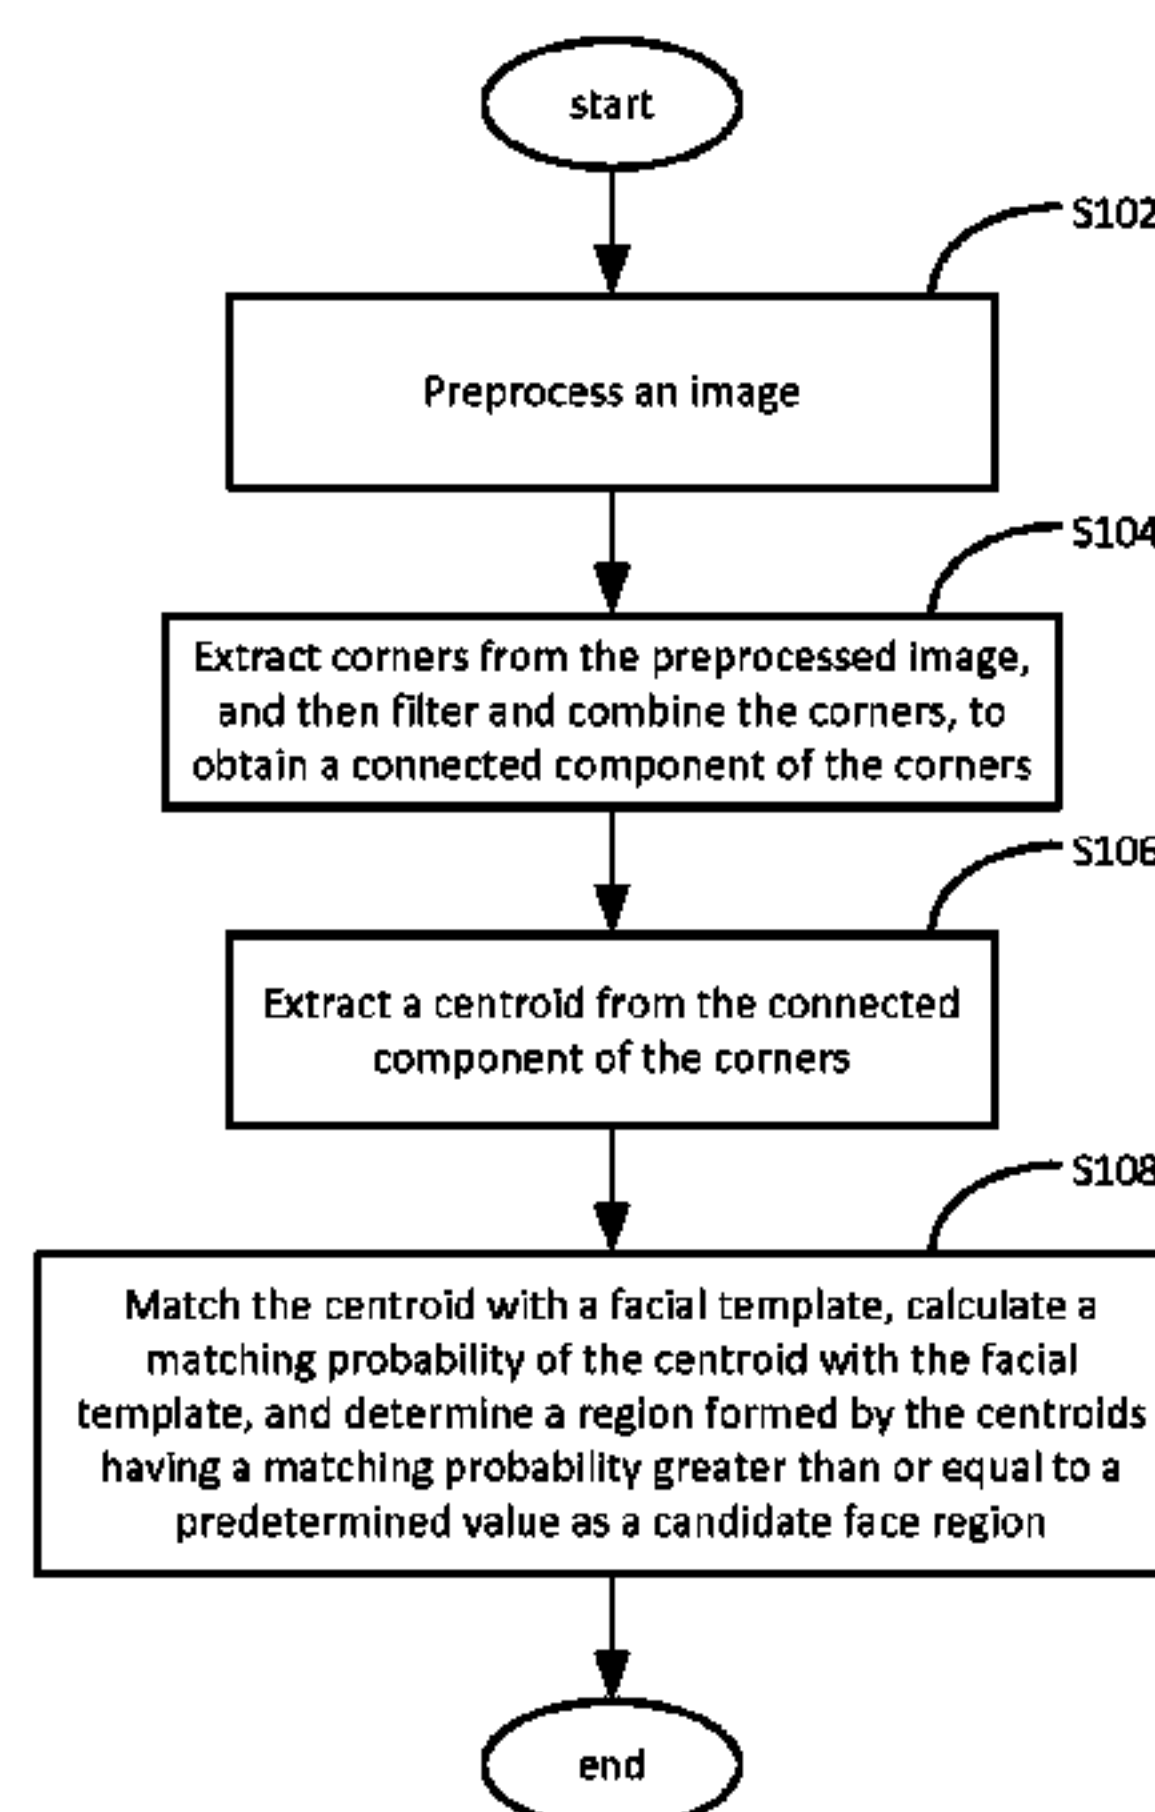 start
S102
Preprocess an image
S104
Extract corners from the preprocessed image,
and then filter and combine the corners, to
obtain a connected component of the corners
S106
Extract a centroid from the connected
component of the corners
S108
Match the centroid with a facial template, calculate a
matching probability of the centroid with the facial
template, and determine a region formed by the centroids
having a matching probability greater than or equal to a
predetermined value as a candidate face region
end